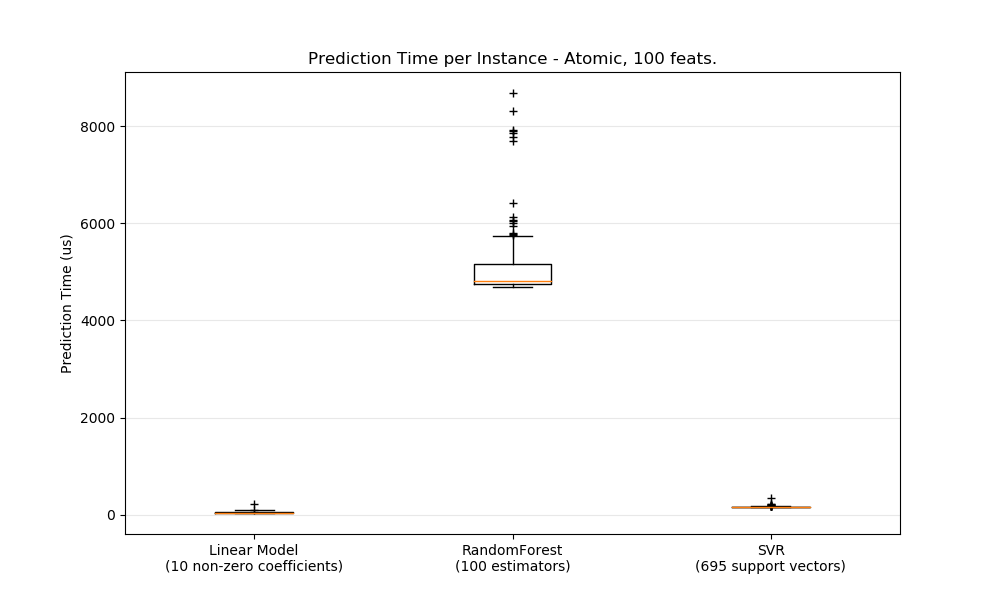 Prediction Time per Instance - Atomic, 100 feats.
Prediction Time (us)
8000
6000
4000
2000
0
Linear Model
(10 non-zero coefficients)
RandomForest
(100 estimators)
SVR
(695 support vectors)